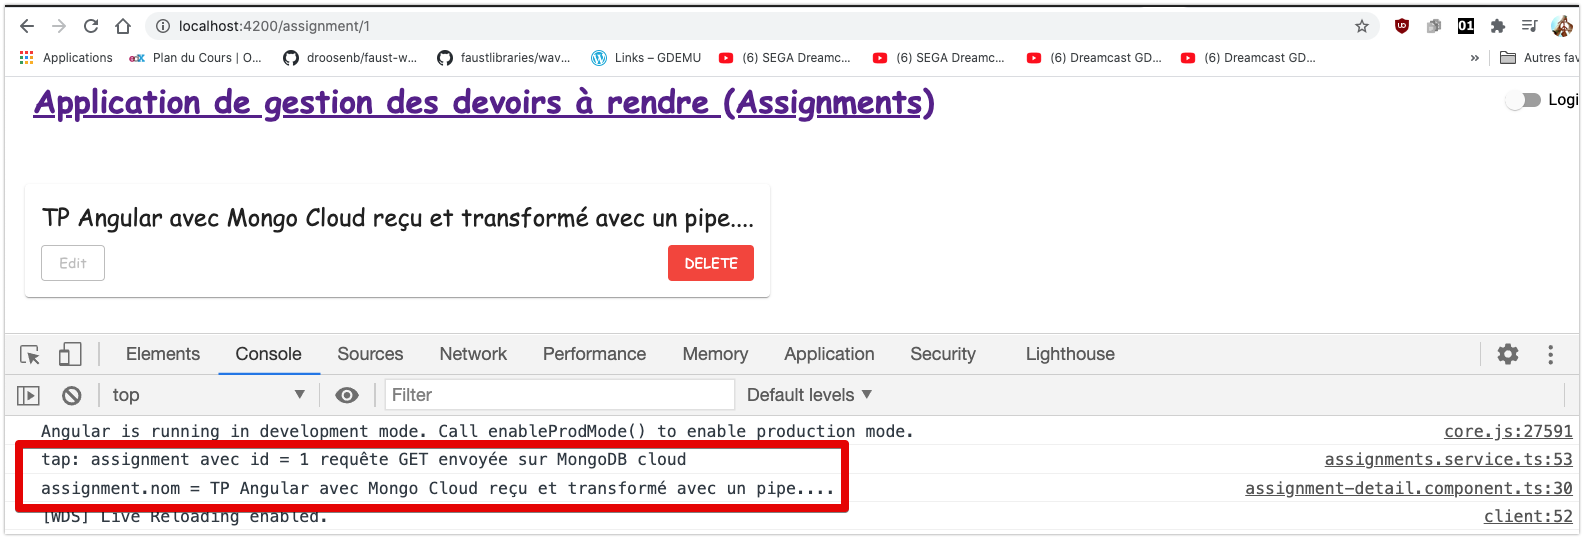 localhost:4200/assignment/1
Applications edX Plan du Cours | O... droosenb/faust-w... faustlibraries/wav... Links – GDEMU (6) SEGA Dreamc... (6) SEGA Dreamc... (6) Dreamcast GD... (6) Dreamcast GD... » Autres fav
Application de gestion des devoirs à rendre (Assignments)
Logi
TP Angular avec Mongo Cloud reçu et transformé avec un pipe....
Edit DELETE
Elements Console Sources Network Performance Memory Application Security Lighthouse
top Filter Default levels
Angular is running in development mode. Call enableProdMode() to enable production mode. core.js:27591
tap: assignment avec id = 1 requête GET envoyée sur MongoDB cloud assignments.service.ts:53
assignment.nom = TP Angular avec Mongo Cloud reçu et transformé avec un pipe.... assignment-detail.component.ts:30
[WDS] Live Reloading enabled. client:52